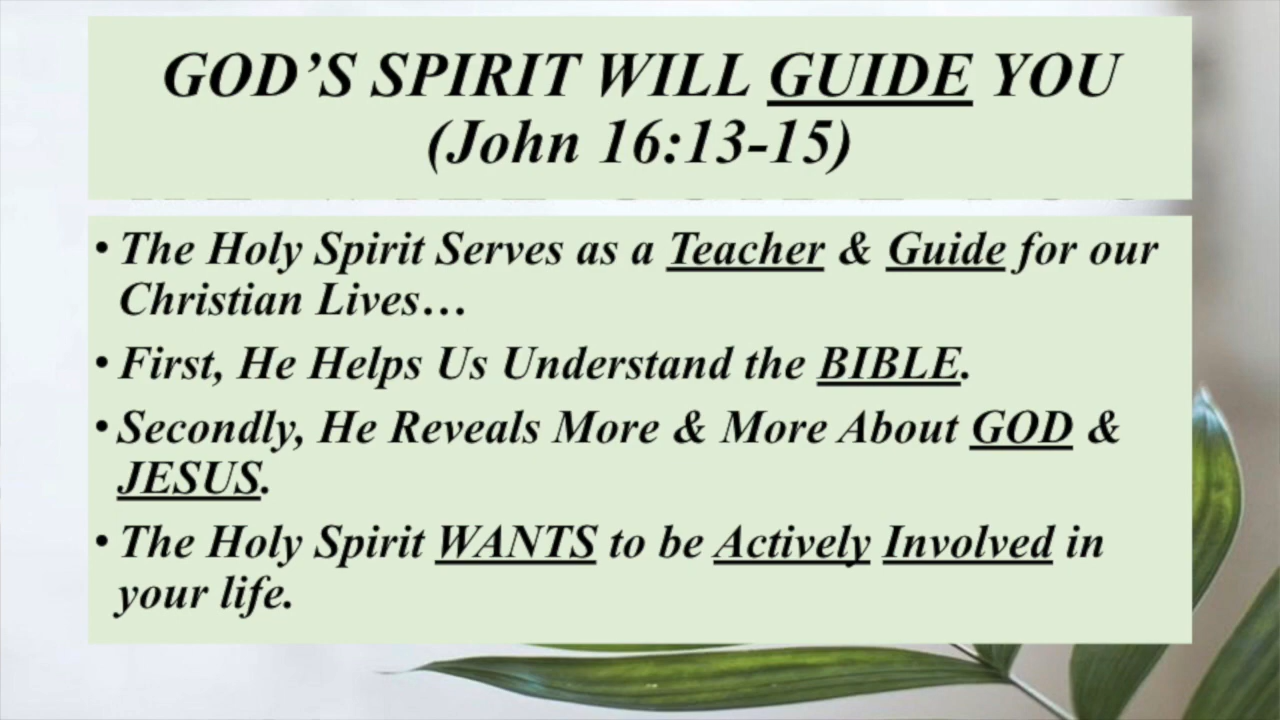 GOD’S SPIRIT WILL GUIDE YOU
(John 16:13-15)
• The Holy Spirit Serves as a Teacher & Guide for our
Christian Lives…
• First, He Helps Us Understand the BIBLE.
• Secondly, He Reveals More & More About GOD &
JESUS.
• The Holy Spirit WANTS to be Actively Involved in
your life.